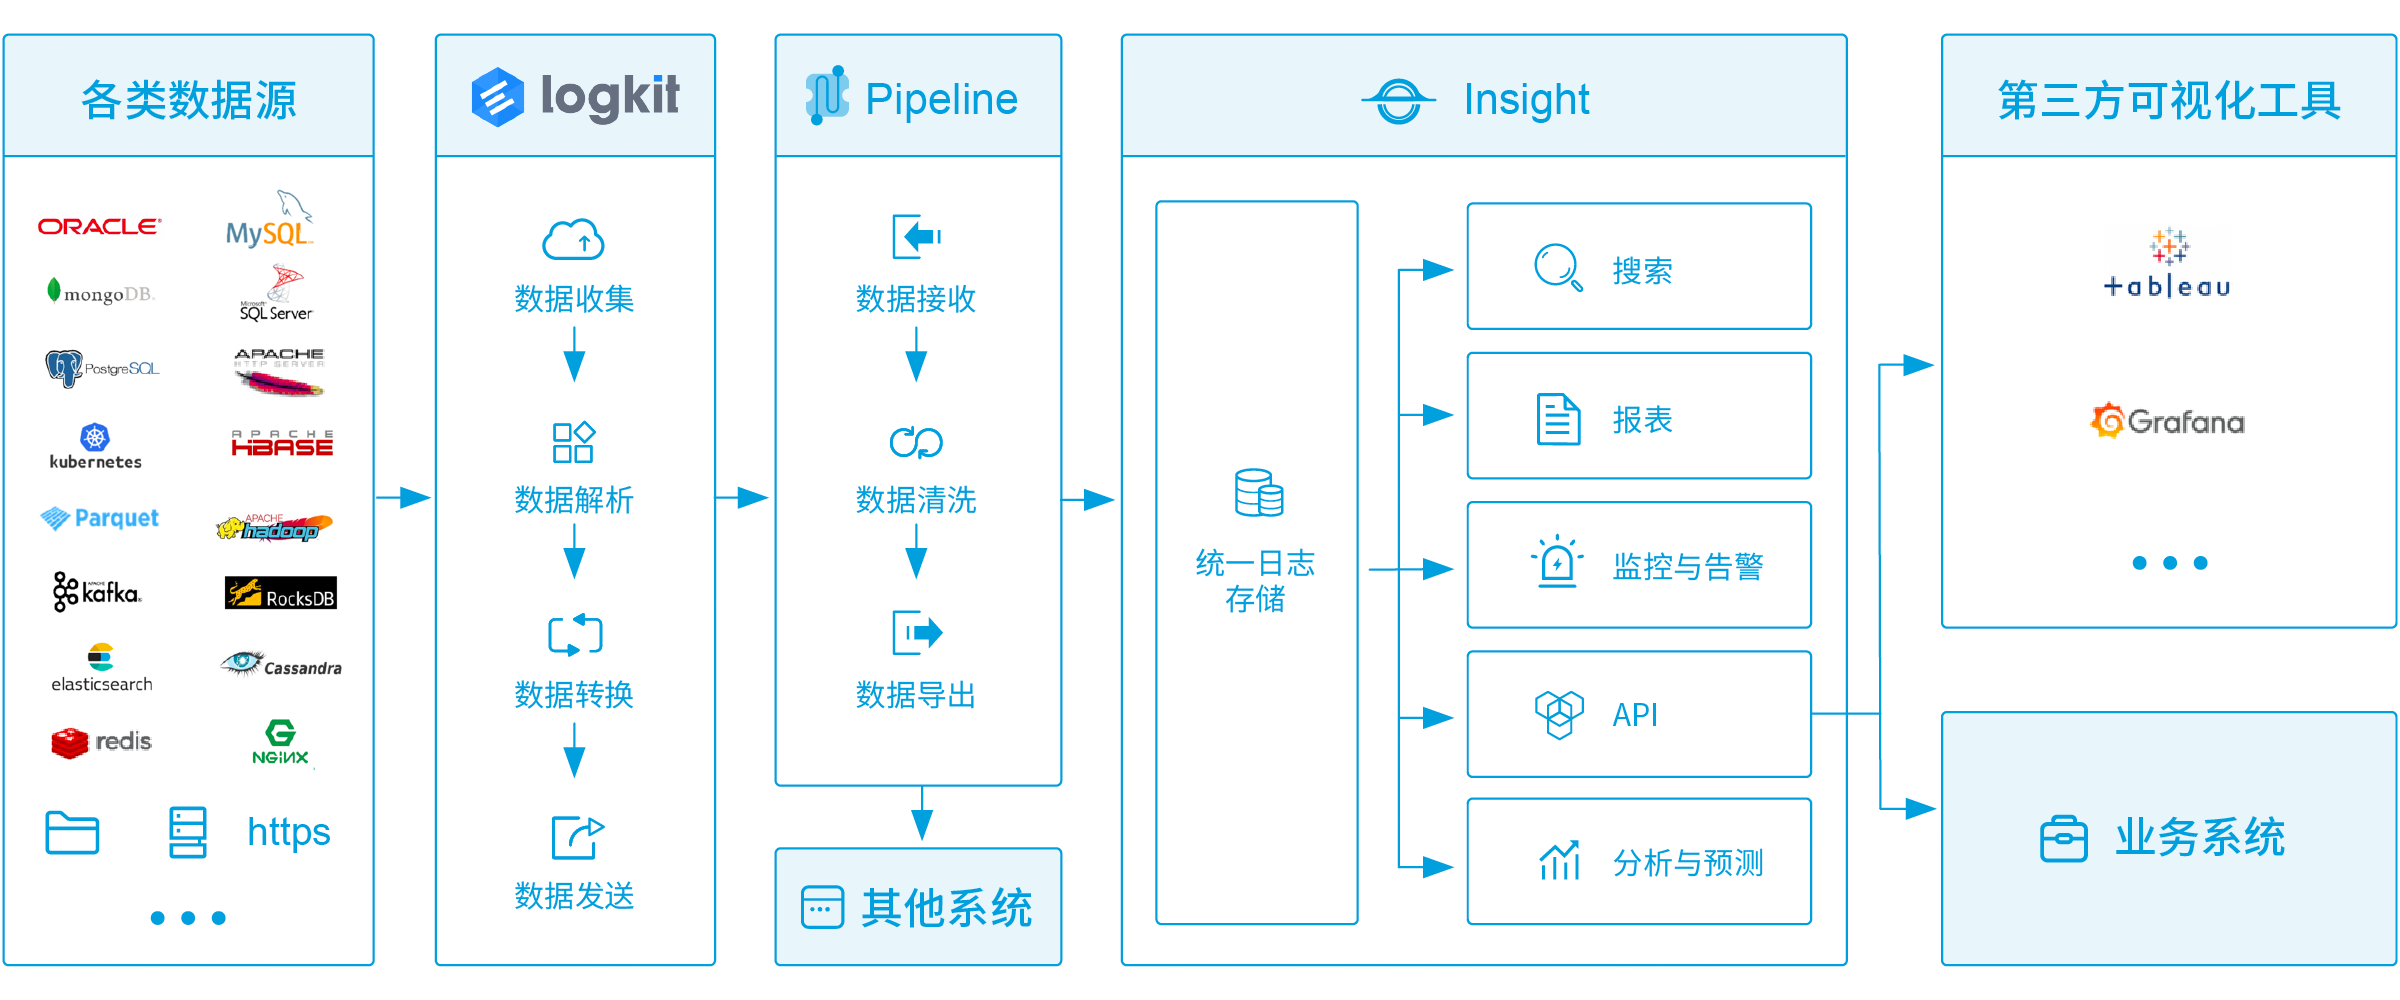 各类数据源
ORACLE®
MySQL
mongoDB.
Microsoft
SQL Server
PostgreSQL
APACHE
HTTP SERVER
kubernetes
APACHE
HBASE
Parquet
APACHE
hadoop
APACHE
kafka
RocksDB
elasticsearch
Cassandra
redis
NGINX
https
logkit
数据收集
数据解析
数据转换
数据发送
Pipeline
数据接收
数据清洗
数据导出
其他系统
Insight
统一日志
存储
搜索
报表
监控与告警
API
分析与预测
第三方可视化工具
tableau
Grafana
业务系统